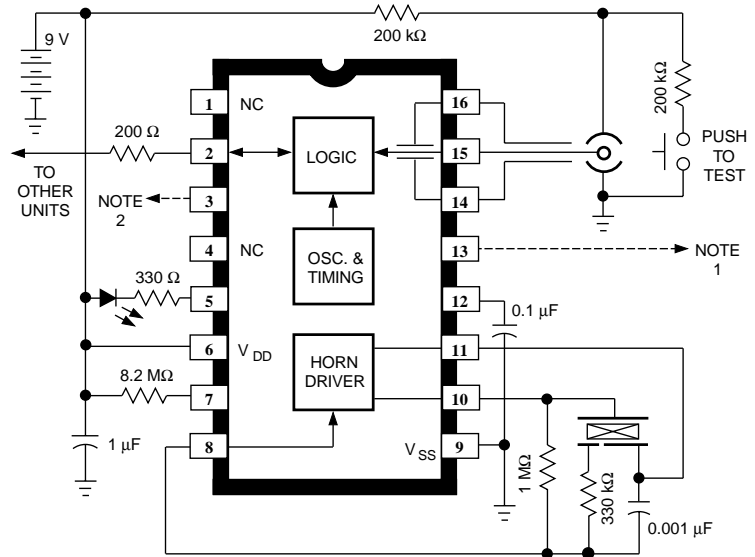 9 V
200 kΩ
200 kΩ
PUSH
TO
TEST
1
NC
16
200 Ω
2
LOGIC
15
TO
OTHER
UNITS
NOTE
2
3
14
4
NC
OSC. &
TIMING
13
NOTE
1
330 Ω
5
12
0.1 μF
6
V DD
HORN
DRIVER
11
8.2 MΩ
7
10
1 μF
8
V SS
9
1 MΩ
330 kΩ
0.001 μF